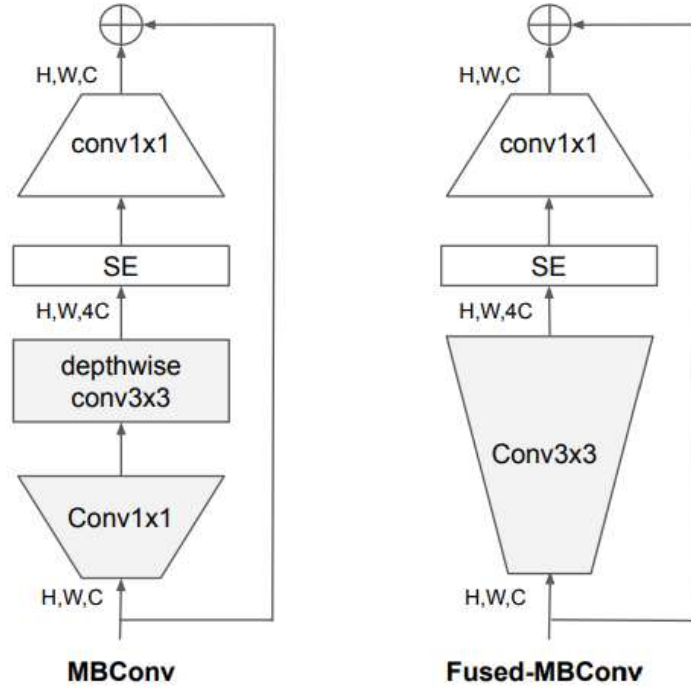 H,W,C
conv1x1
SE
H,W,4C
depthwise
conv3x3
Conv1x1
H,W,C
MBConv
H,W,C
conv1x1
SE
H,W,4C
Conv3x3
H,W,C
Fused-MBConv